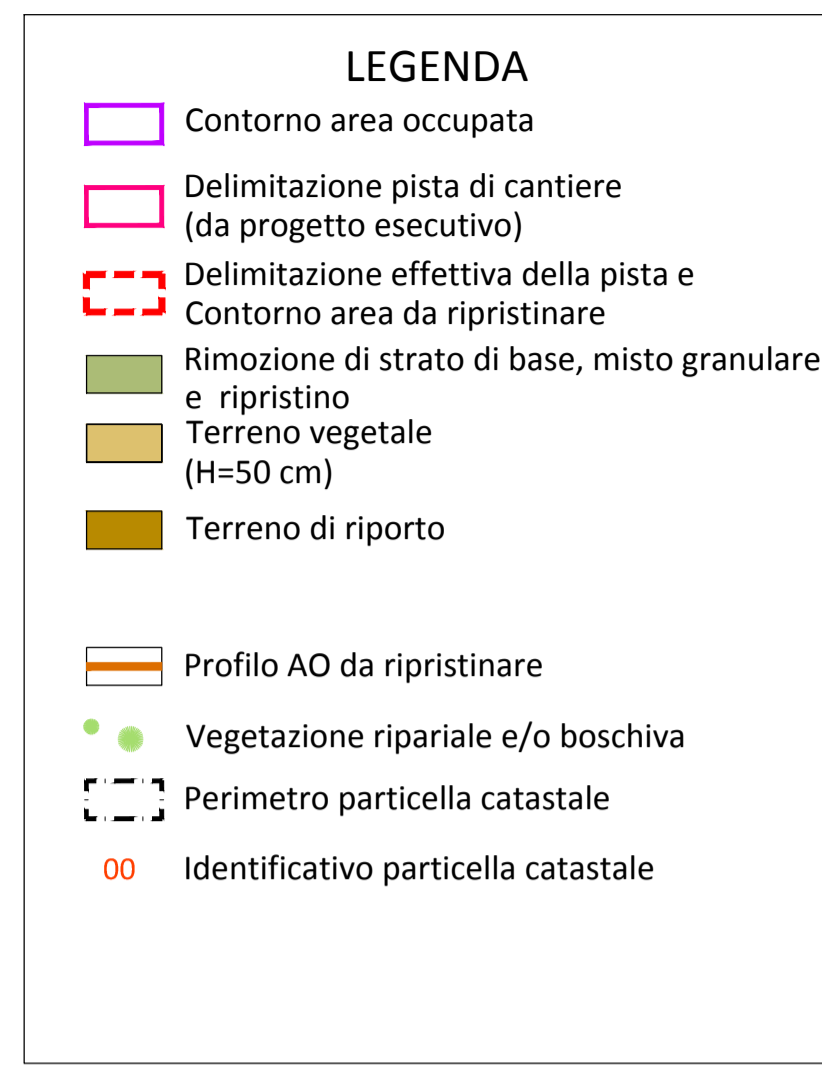 LEGENDA
Contorno area occupata
Delimitazione pista di cantiere
(da progetto esecutivo)
Delimitazione effettiva della pista e
Contorno area da ripristinare
Rimozione di strato di base, misto granulare
e ripristino
Terreno vegetale
(H=50 cm)
Terreno di riporto
Profilo AO da ripristinare
Vegetazione ripariale e/o boschiva
Perimetro particella catastale
00 Identificativo particella catastale